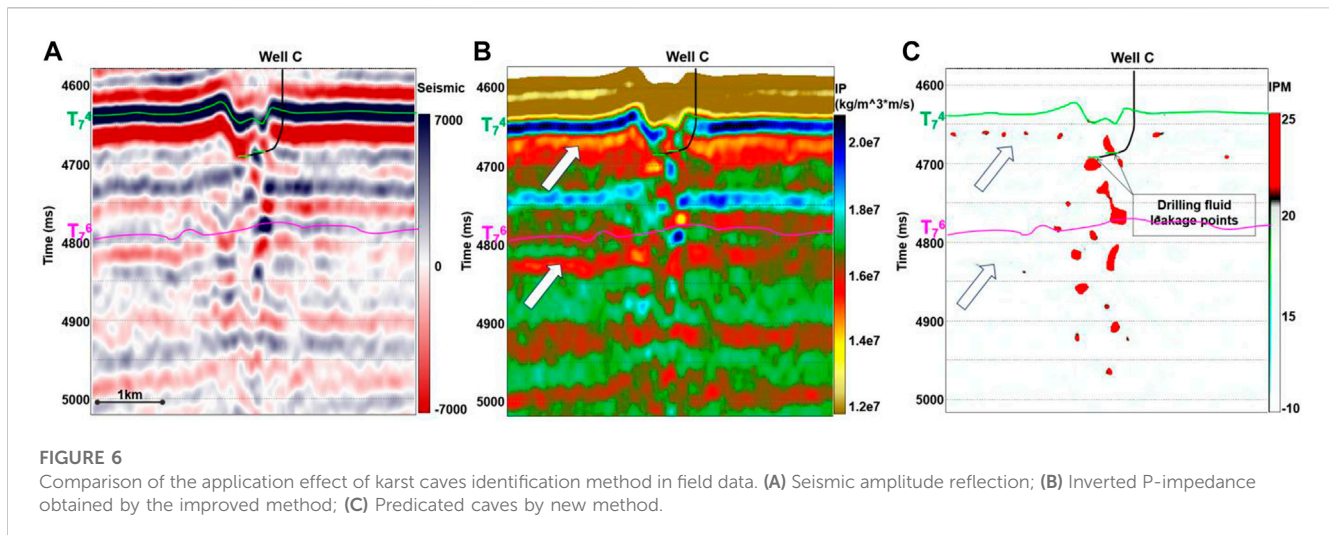 A
Well C
4600
Seismic
7000
T₇⁴
4700
T₇⁶
4800
0
4900
1km
5000
-7000
Time (ms)
B
Well C
4600
IP
(kg/m^3*m/s)
T₇⁴
2.0e7
4700
1.8e7
T₇⁶
4800
1.6e7
4900
1.4e7
5000
1.2e7
Time (ms)
C
Well C
4600
IPM
25
T₇⁴
4700
Drilling fluid
leakage points
20
T₇⁶
4800
15
4900
5000
-10
Time (ms)
FIGURE 6
Comparison of the application effect of karst caves identification method in field data. (A) Seismic amplitude reflection; (B) Inverted P-impedance
obtained by the improved method; (C) Predicated caves by new method.